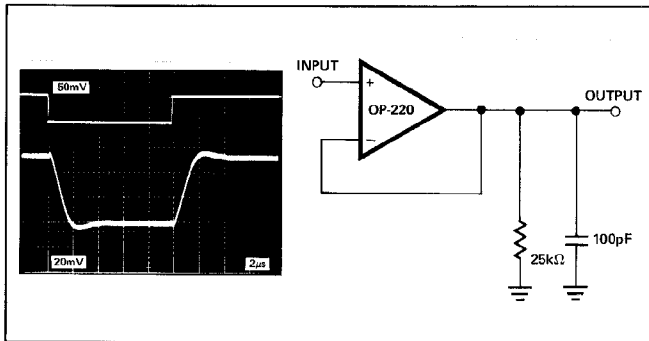 50mV
20mV
2µs
INPUT
+
OP-220
−
OUTPUT
25kΩ
100pF